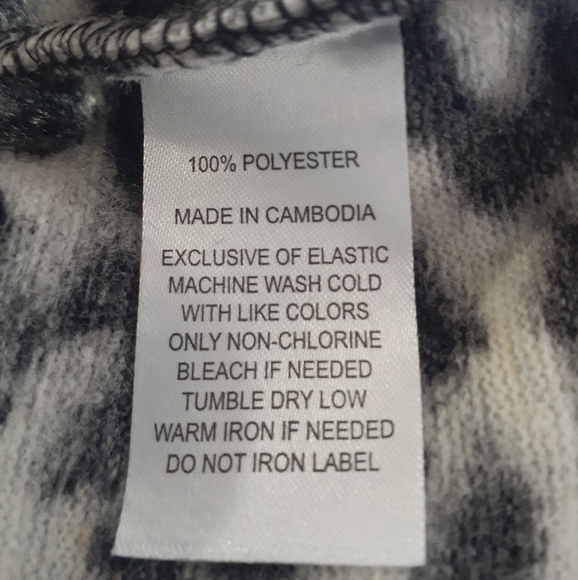 100% POLYESTER
MADE IN CAMBODIA
EXCLUSIVE OF ELASTIC
MACHINE WASH COLD
WITH LIKE COLORS
ONLY NON-CHLORINE
BLEACH IF NEEDED
TUMBLE DRY LOW
WARM IRON IF NEEDED
DO NOT IRON LABEL